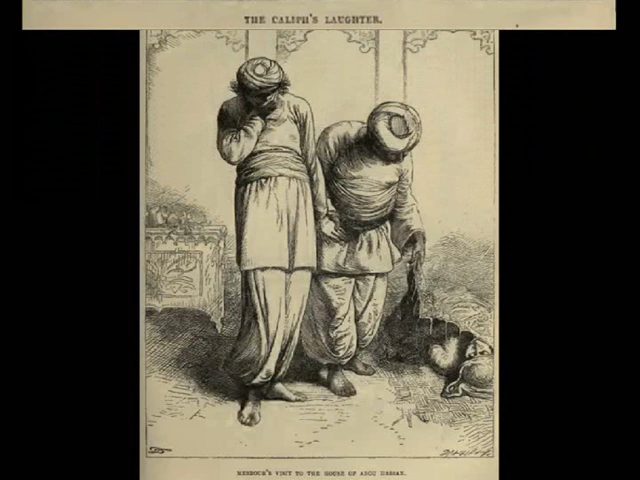 THE CALIPH'S LAUGHTER.
MESROUR'S VISIT TO THE HOUSE OF ABOU HASSAN.